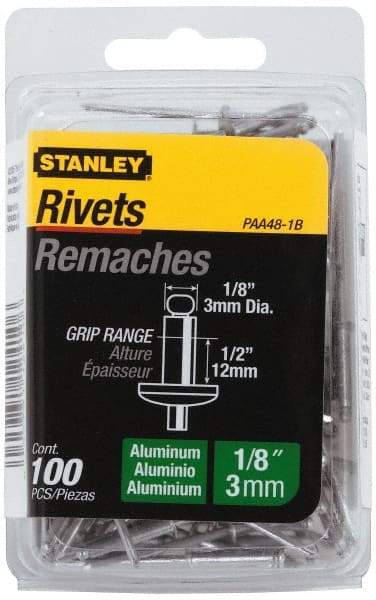 STANLEY
Rivets
PAA48-1B
Remaches
1/8"
3mm Dia.
GRIP RANGE
Alture
Épaisseur
1/2"
12mm
Cont.
100
PCS/Piezas
Aluminum
Aluminio
Aluminium
1/8"
3mm